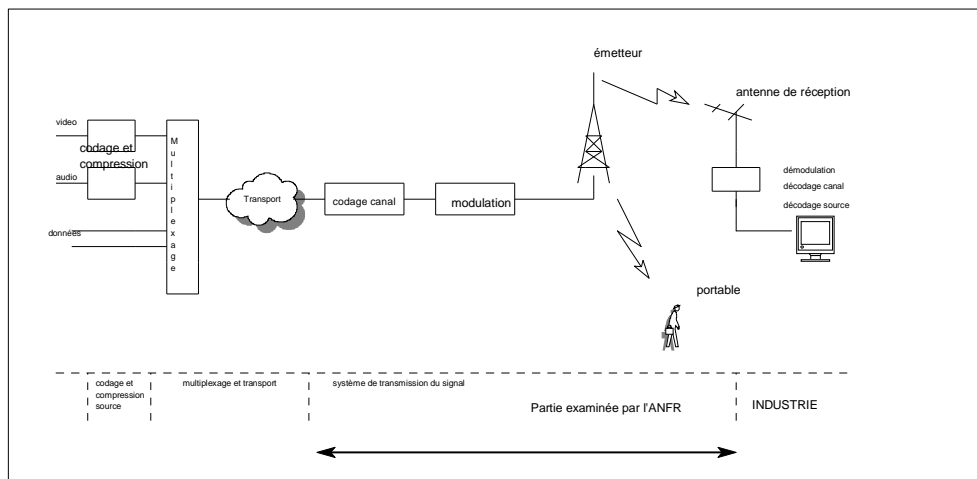 émetteur
antenne de réception
video
codage et
compression
audio
données
Multiplexage
Transport
codage canal
modulation
démodulation
décodage canal
décodage source
portable
codage et
compression
source
multiplexage et transport
système de transmission du signal
Partie examinée par l'ANFR
INDUSTRIE